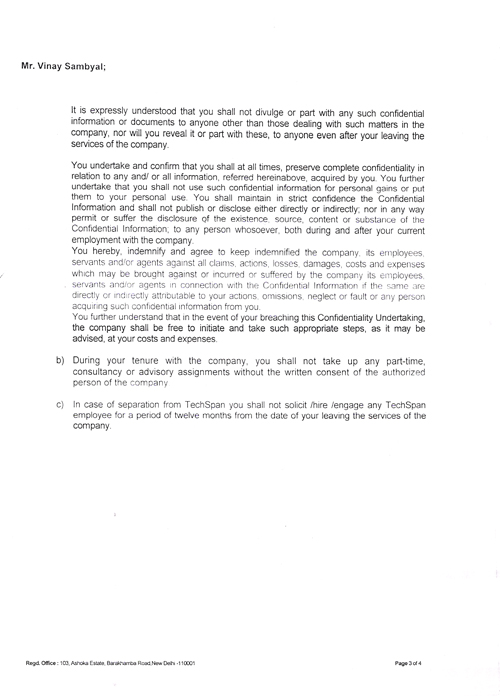 Mr. Vinay Sambyal;
It is expressly understood that you shall not divulge or part with any such confidential
information or documents to anyone other than those dealing with such matters in the
company, nor will you reveal it or part with these, to anyone even after your leaving the
services of the company.
You undertake and confirm that you shall at all times, preserve complete confidentiality in
relation to any and/ or all information, referred hereinabove, acquired by you. You further
undertake that you shall not use such confidential information for personal gains or put
them to your personal use. You shall maintain in strict confidence the Confidential
Information and shall not publish or disclose either directly or indirectly; nor in any way
permit or suffer the disclosure of the existence, source, content or substance of the
Confidential Information; to any person whosoever, both during and after your current
employment with the company.
You hereby, indemnify and agree to keep indemnified the company, its employees,
servants and/or agents against all claims, actions, losses, damages, costs and expenses
which may be brought against or incurred or suffered by the company its employees,
servants and/or agents in connection with the Confidential Information if the same are
directly or indirectly attributable to your actions, omissions, neglect or fault or any person
acquiring such confidential information from you.
You further understand that in the event of your breaching this Confidentiality Undertaking,
the company shall be free to initiate and take such appropriate steps, as it may be
advised, at your costs and expenses.
b) During your tenure with the company, you shall not take up any part-time,
consultancy or advisory assignments without the written consent of the authorized
person of the company
c) In case of separation from TechSpan you shall not solicit /hire /engage any TechSpan
employee for a period of twelve months from the date of your leaving the services of the
company.
Regd. Office : 103, Ashoka Estate, Barakhamba Road,New Delhi -110001
Page 3 of 4